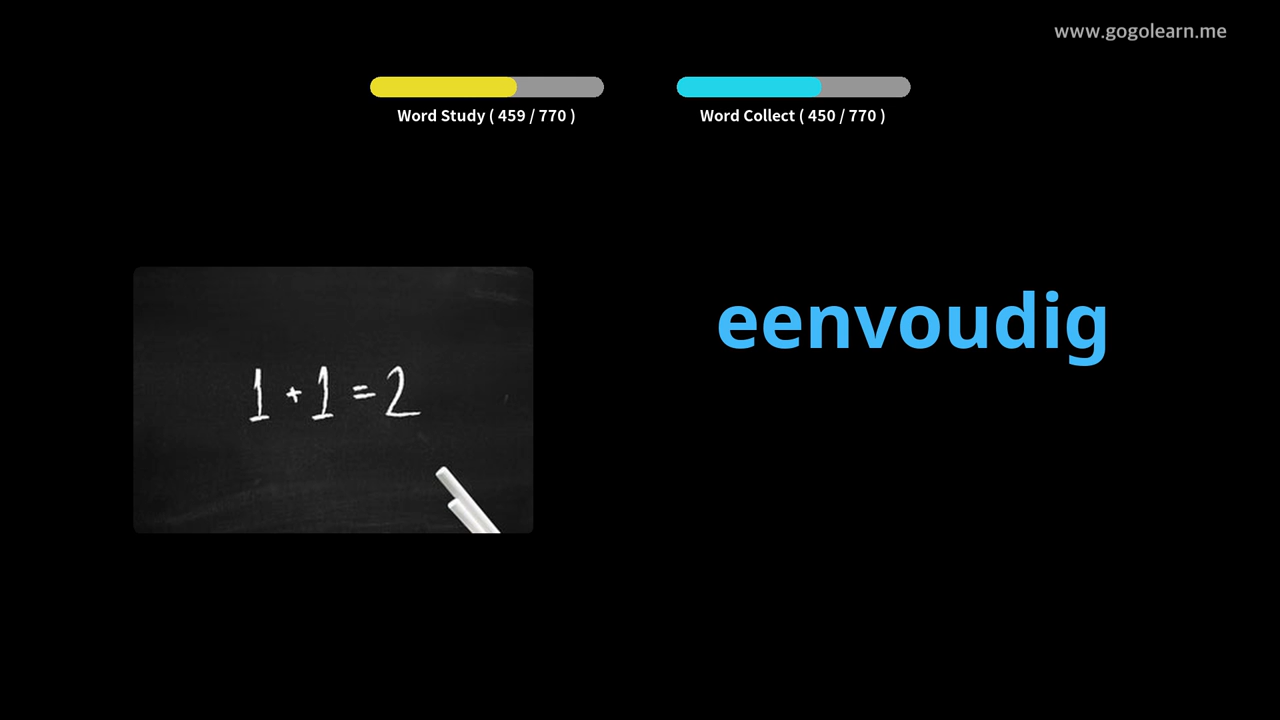 www.gogolearn.me
Word Study ( 459 / 770 )
Word Collect ( 450 / 770 )
eenvoudig
1 + 1 = 2